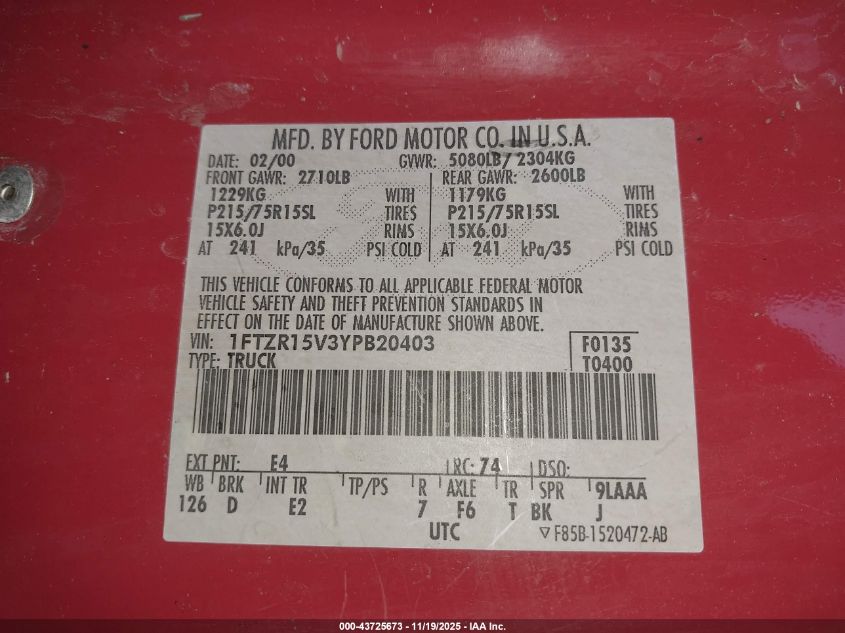 MFD. BY FORD MOTOR CO. IN U.S.A.
DATE: 02/00 GVWR: 5080LB/ 2304KG
FRONT GAWR: 2710LB REAR GAWR: 2600LB
1229KG WITH 1179KG WITH
P215/75R15SL TIRES P215/75R15SL TIRES
15X6.0J RIMS 15X6.0J RIMS
AT 241 kPa/35 PSI COLD AT 241 kPa/35 PSI COLD
THIS VEHICLE CONFORMS TO ALL APPLICABLE FEDERAL MOTOR
VEHICLE SAFETY AND THEFT PREVENTION STANDARDS IN
EFFECT ON THE DATE OF MANUFACTURE SHOWN ABOVE.
VIN: 1FTZR15V3YPB20403 F0135
TYPE: TRUCK T0400
EXT PNT: E4 RC: 74 DSO:
WB BRK INT TR TP/PS R AXLE TR SPR 9LAAA
126 D E2 7 F6 T BK J
UTC ▽F85B-1520472-AB
000-43725673 - 11/19/2025 - IAA Inc.